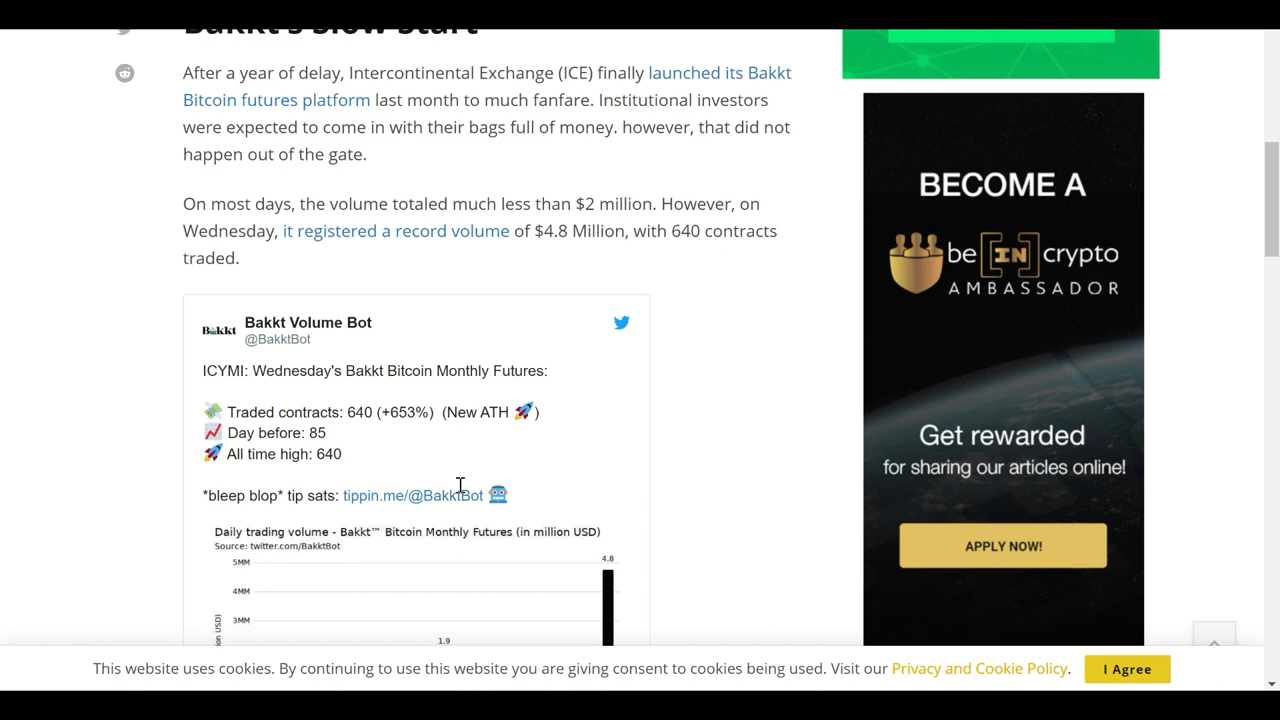 Bakkt's Slow Start
After a year of delay, Intercontinental Exchange (ICE) finally launched its Bakkt
Bitcoin futures platform last month to much fanfare. Institutional investors
were expected to come in with their bags full of money. however, that did not
happen out of the gate.
On most days, the volume totaled much less than $2 million. However, on
Wednesday, it registered a record volume of $4.8 Million, with 640 contracts
traded.
Bakkt
Bakkt Volume Bot
@BakktBot
ICYMI: Wednesday's Bakkt Bitcoin Monthly Futures:
💸 Traded contracts: 640 (+653%) (New ATH 🚀)
📈 Day before: 85
🚀 All time high: 640
*bleep blop* tip sats: tippin.me/@BakktBot 🤖
Daily trading volume - Bakkt™ Bitcoin Monthly Futures (in million USD)
Source: twitter.com/BakktBot
4.8
5MM
4MM
3MM
1.9
on USD)
BECOME A
be [IN] crypto
AMBASSADOR
Get rewarded
for sharing our articles online!
APPLY NOW!
This website uses cookies. By continuing to use this website you are giving consent to cookies being used. Visit our Privacy and Cookie Policy.
I Agree